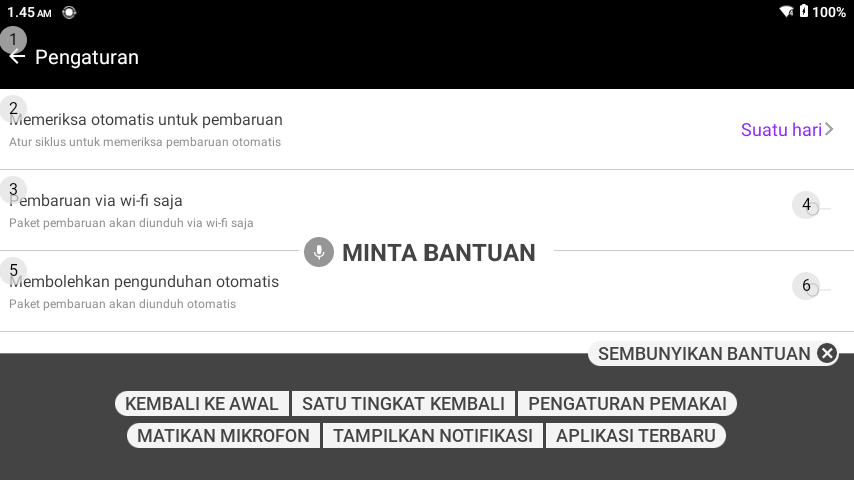 1.45 AM
100%
1
Pengaturan
2
Memeriksa otomatis untuk pembaruan
Atur siklus untuk memeriksa pembaruan otomatis
Suatu hari
3
Pembaruan via wi-fi saja
Paket pembaruan akan diunduh via wi-fi saja
4
MINTA BANTUAN
5
Membolehkan pengunduhan otomatis
Paket pembaruan akan diunduh otomatis
6
SEMBUNYIKAN BANTUAN
KEMBALI KE AWAL
SATU TINGKAT KEMBALI
PENGATURAN PEMAKAI
MATIKAN MIKROFON
TAMPILKAN NOTIFIKASI
APLIKASI TERBARU